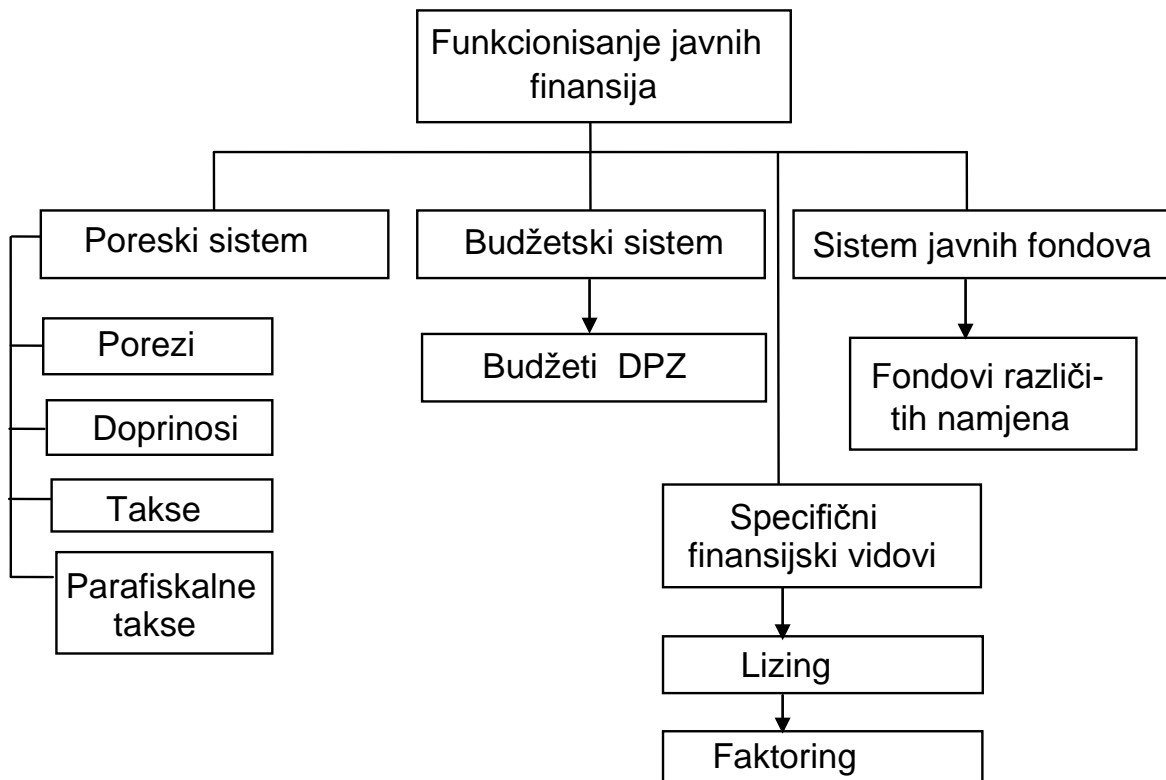 Funkcionisanje javnih
finansija
Poreski sistem
Budžetski sistem
Sistem javnih fondova
Porezi
Budžeti DPZ
Fondovi različi-
tih namjena
Doprinosi
Takse
Specifični
finansijski vidovi
Parafiskalne
takse
Lizing
Faktoring